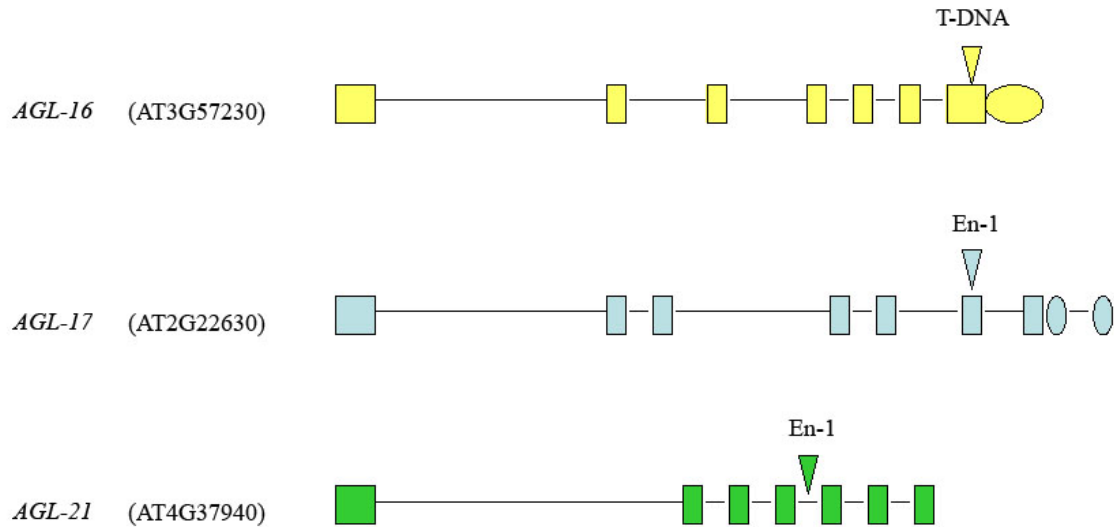 T-DNA
AGL-16 (AT3G57230)
En-1
AGL-17 (AT2G22630)
En-1
AGL-21 (AT4G37940)